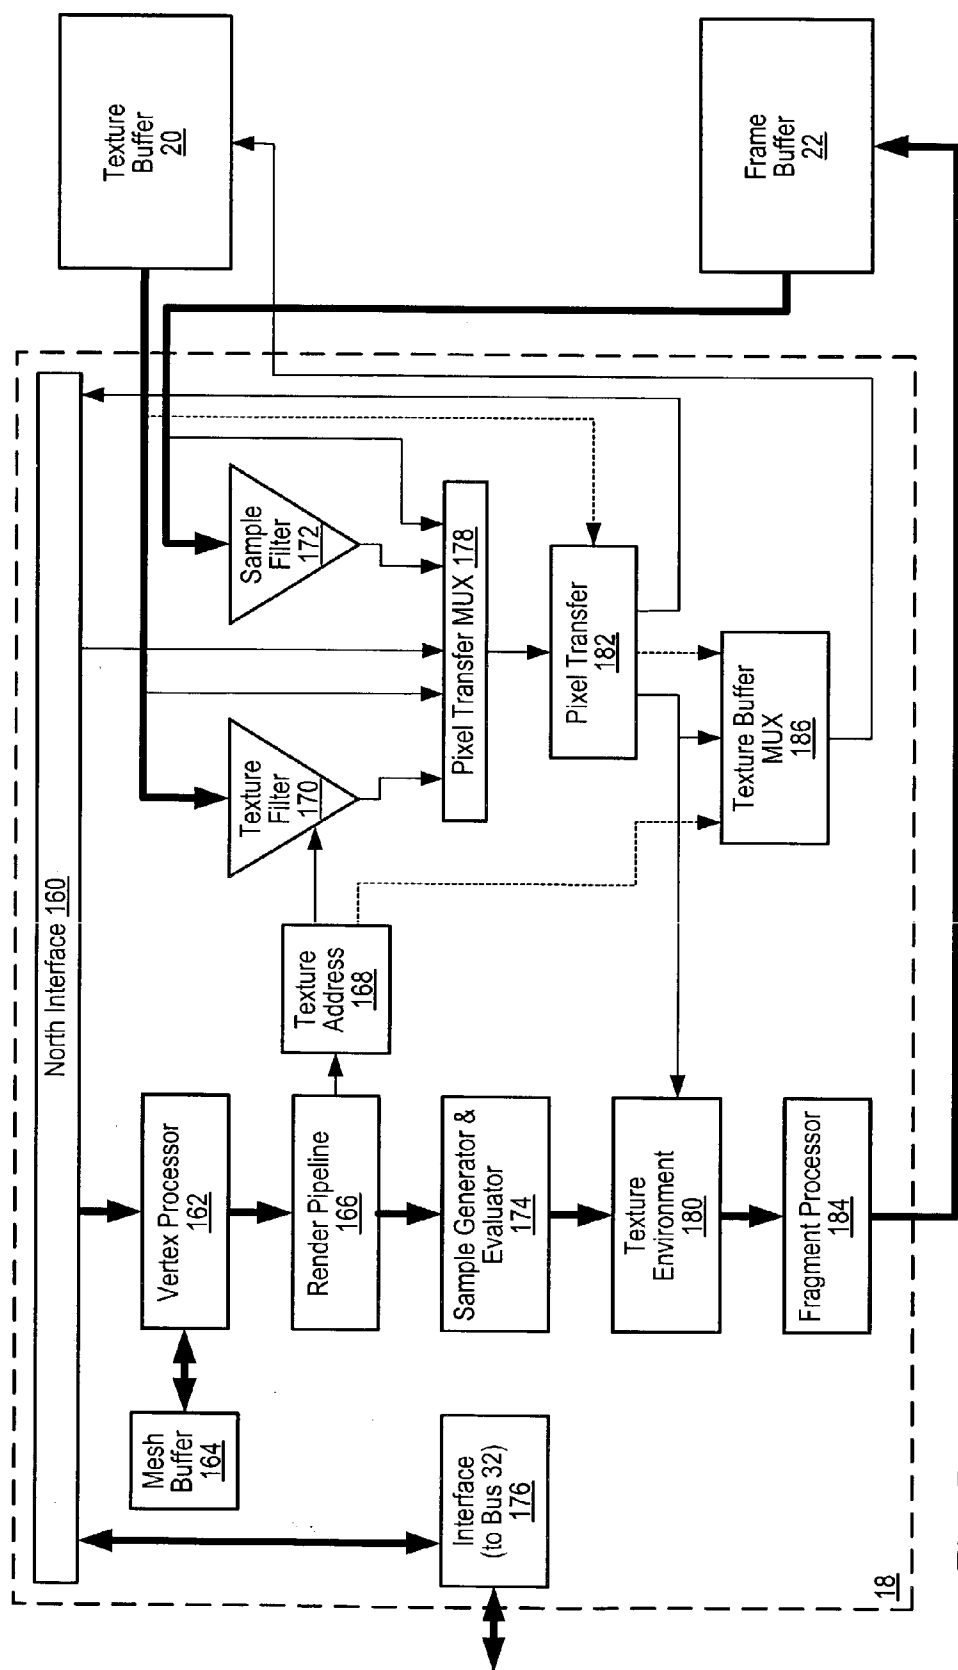 North Interface 160
Mesh
Buffer
164
Vertex Processor
162
Texture
Buffer
20
Render Pipeline
166
Texture
Address
168
Texture
Filter
170
Sample
Filter
172
Interface
(to Bus 32)
176
Sample Generator &
Evaluator
174
Pixel Transfer MUX 178
Texture
Environment
180
Pixel Transfer
182
Fragment Processor
184
Texture Buffer
MUX
186
Frame
Buffer
22
18